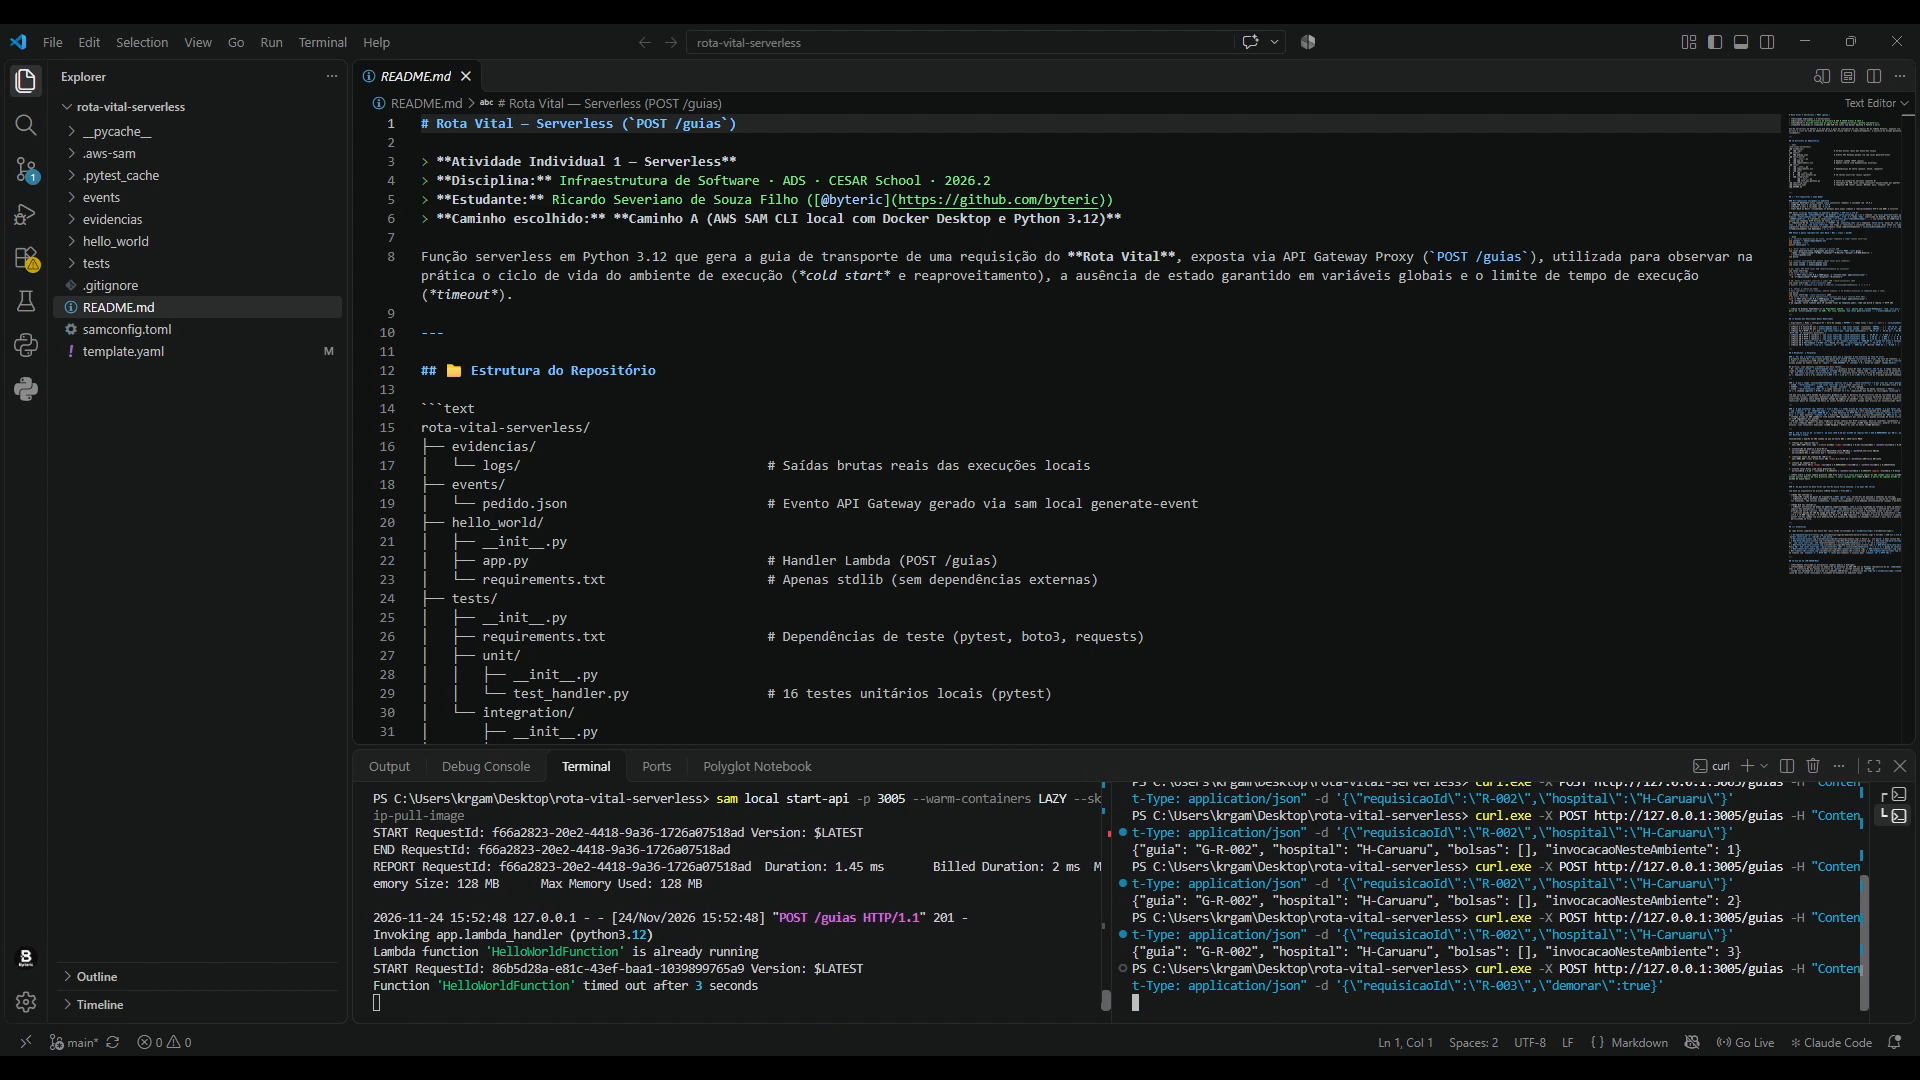 File Edit Selection View Go Run Terminal Help
rota-vital-serverless
Explorer
rota-vital-serverless
__pycache__
.aws-sam
.pytest_cache
events
evidencias
hello_world
tests
.gitignore
README.md
samconfig.toml
template.yaml M
Outline
Timeline
1
README.md
README.md > abc # Rota Vital — Serverless (POST /guias)
Text Editor
1 # Rota Vital — Serverless (`POST /guias`)
2
3 > **Atividade Individual 1 — Serverless**
4 > **Disciplina:** Infraestrutura de Software · ADS · CESAR School · 2026.2
5 > **Estudante:** Ricardo Severiano de Souza Filho ([@byteric](https://github.com/byteric))
6 > **Caminho escolhido:** **Caminho A (AWS SAM CLI local com Docker Desktop e Python 3.12)**
7
8 Função serverless em Python 3.12 que gera a guia de transporte de uma requisição do **Rota Vital**, exposta via API Gateway Proxy (`POST /guias`), utilizada para observar na
prática o ciclo de vida do ambiente de execução (*cold start* e reaproveitamento), a ausência de estado garantido em variáveis globais e o limite de tempo de execução
(*timeout*).
9
10 ---
11
12 ## 📁 Estrutura do Repositório
13
14 ```text
15 rota-vital-serverless/
16 ├── evidencias/
17 │   └── logs/ # Saídas brutas reais das execuções locais
18 ├── events/
19 │   └── pedido.json # Evento API Gateway gerado via sam local generate-event
20 ├── hello_world/
21 │   ├── __init__.py
22 │   ├── app.py # Handler Lambda (POST /guias)
23 │   └── requirements.txt # Apenas stdlib (sem dependências externas)
24 ├── tests/
25 │   ├── __init__.py
26 │   ├── requirements.txt # Dependências de teste (pytest, boto3, requests)
27 │   ├── unit/
28 │   │   ├── __init__.py
29 │   │   └── test_handler.py # 16 testes unitários locais (pytest)
30 │   └── integration/
31 │       ├── __init__.py
Output Debug Console Terminal Ports Polyglot Notebook
curl
PS C:\Users\krgam\Desktop\rota-vital-serverless> sam local start-api -p 3005 --warm-containers LAZY --sk
ip-pull-image
START RequestId: f66a2823-20e2-4418-9a36-1726a07518ad Version: $LATEST
END RequestId: f66a2823-20e2-4418-9a36-1726a07518ad
REPORT RequestId: f66a2823-20e2-4418-9a36-1726a07518ad Duration: 1.45 ms Billed Duration: 2 ms M
emory Size: 128 MB Max Memory Used: 128 MB
2026-11-24 15:52:48 127.0.0.1 - - [24/Nov/2026 15:52:48] "POST /guias HTTP/1.1" 201 -
Invoking app.lambda_handler (python3.12)
Lambda function 'HelloWorldFunction' is already running
START RequestId: 86b5d28a-e81c-43ef-baa1-1039899765a9 Version: $LATEST
Function 'HelloWorldFunction' timed out after 3 seconds
PS C:\Users\krgam\Desktop\rota-vital-serverless> curl.exe -X POST http://127.0.0.1:3005/guias -H "Conten
t-Type: application/json" -d '{\"requisicaoId\":\"R-002\",\"hospital\":\"H-Caruaru\"}'
PS C:\Users\krgam\Desktop\rota-vital-serverless> curl.exe -X POST http://127.0.0.1:3005/guias -H "Conten
t-Type: application/json" -d '{\"requisicaoId\":\"R-002\",\"hospital\":\"H-Caruaru\"}'
{"guia": "G-R-002", "hospital": "H-Caruaru", "bolsas": [], "invocacaoNesteAmbiente": 1}
PS C:\Users\krgam\Desktop\rota-vital-serverless> curl.exe -X POST http://127.0.0.1:3005/guias -H "Conten
t-Type: application/json" -d '{\"requisicaoId\":\"R-002\",\"hospital\":\"H-Caruaru\"}'
{"guia": "G-R-002", "hospital": "H-Caruaru", "bolsas": [], "invocacaoNesteAmbiente": 2}
PS C:\Users\krgam\Desktop\rota-vital-serverless> curl.exe -X POST http://127.0.0.1:3005/guias -H "Conten
t-Type: application/json" -d '{\"requisicaoId\":\"R-002\",\"hospital\":\"H-Caruaru\"}'
{"guia": "G-R-002", "hospital": "H-Caruaru", "bolsas": [], "invocacaoNesteAmbiente": 3}
PS C:\Users\krgam\Desktop\rota-vital-serverless> curl.exe -X POST http://127.0.0.1:3005/guias -H "Conten
t-Type: application/json" -d '{\"requisicaoId\":\"R-003\",\"demorar\":true}'
main* 0 0
Ln 1, Col 1 Spaces: 2 UTF-8 LF { } Markdown Go Live Claude Code